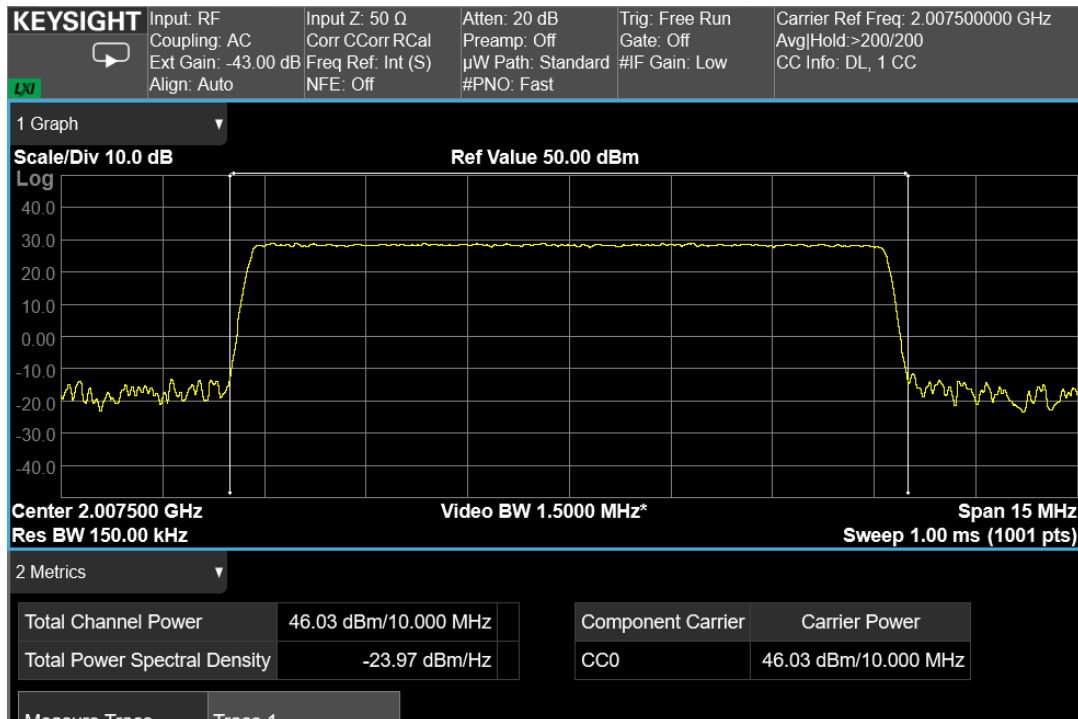 KEYSIGHT
LXI
Input: RF
Coupling: AC
Ext Gain: -43.00 dB
Align: Auto
Input Z: 50 Ω
Corr CCorr RCal
Freq Ref: Int (S)
NFE: Off
Atten: 20 dB
Preamp: Off
µW Path: Standard
#PNO: Fast
Trig: Free Run
Gate: Off
#IF Gain: Low
Carrier Ref Freq: 2.007500000 GHz
Avg|Hold:>200/200
CC Info: DL, 1 CC
1 Graph
Scale/Div 10.0 dB
Ref Value 50.00 dBm
Log
40.0
30.0
20.0
10.0
0.00
-10.0
-20.0
-30.0
-40.0
Center 2.007500 GHz
Video BW 1.5000 MHz*
Span 15 MHz
Res BW 150.00 kHz
Sweep 1.00 ms (1001 pts)
2 Metrics
Total Channel Power 46.03 dBm/10.000 MHz
Total Power Spectral Density -23.97 dBm/Hz
Component Carrier Carrier Power
CC0 46.03 dBm/10.000 MHz
Measure Trace Trace 1